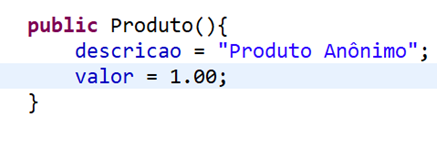 public Produto(){
    descricao = "Produto Anônimo";
    valor = 1.00;
}